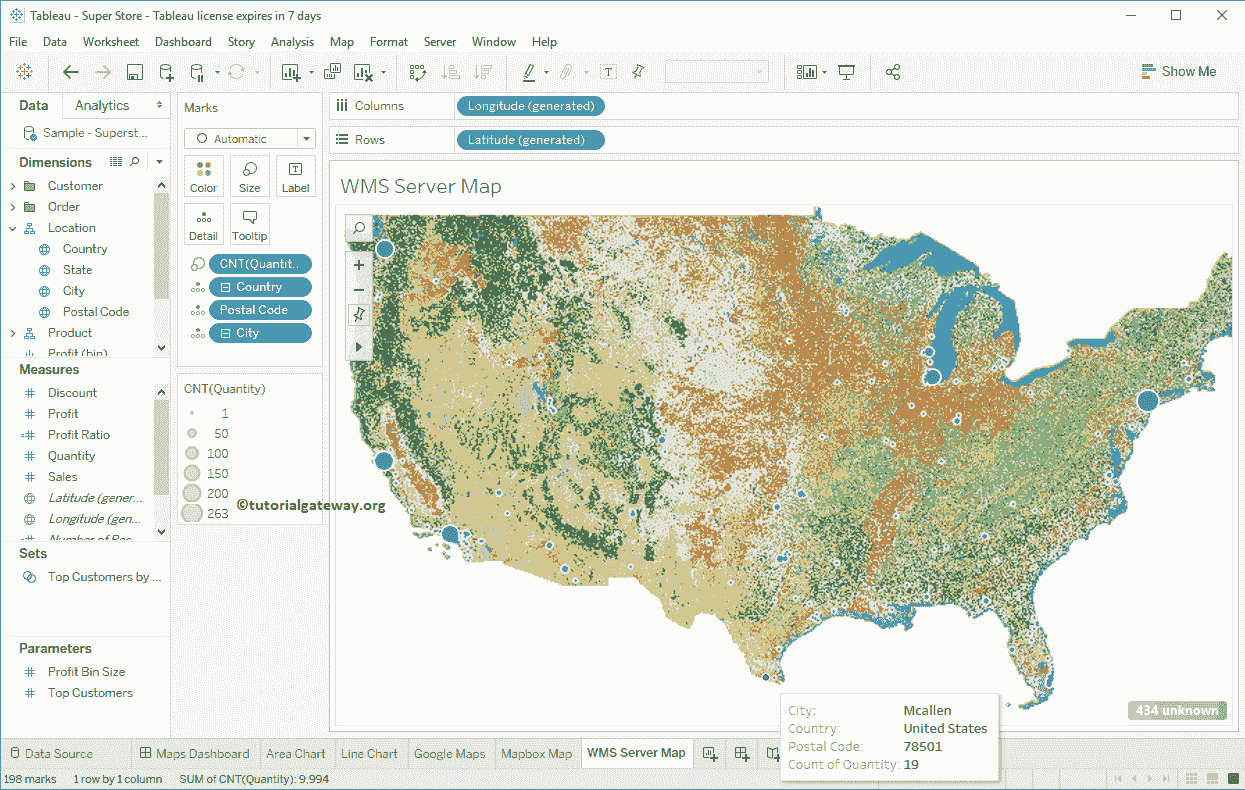 Tableau - Super Store - Tableau license expires in 7 days
File Data Worksheet Dashboard Story Analysis Map Format Server Window Help
Show Me
Data Analytics
Sample - Superst...
Dimensions
Customer
Order
Location
Country
State
City
Postal Code
Product
Profit (bin)
Measures
Discount
Profit
Profit Ratio
Quantity
Sales
Latitude (gener...
Longitude (gen...
Number of Rec...
Sets
Top Customers by ...
Parameters
Profit Bin Size
Top Customers
Marks
Automatic
Color Size Label
Detail Tooltip
CNT(Quantit..
Country
Postal Code
City
CNT(Quantity)
1
50
100
150
200
263
Columns Longitude (generated)
Rows Latitude (generated)
WMS Server Map
©tutorialgateway.org
434 unknown
City: Mcallen
Country: United States
Postal Code: 78501
Count of Quantity: 19
Data Source Maps Dashboard Area Chart Line Chart Google Maps Mapbox Map WMS Server Map
198 marks 1 row by 1 column SUM of CNT(Quantity): 9,994